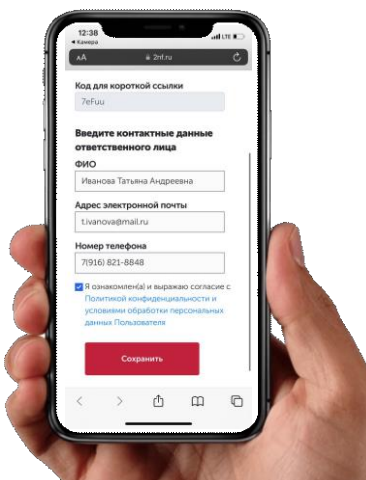 12:38
LTE
◀ Камера
AA
2nf.ru
Код для короткой ссылки
7eFuu
Введите контактные данные
ответственного лица
ФИО
Иванова Татьяна Андреевна
Адрес электронной почты
t.ivanova@mail.ru
Номер телефона
7(916) 821-8848
Я ознакомлен(а) и выражаю согласие с
Политикой конфиденциальности и
условиями обработки персональных
данных Пользователя
Сохранить